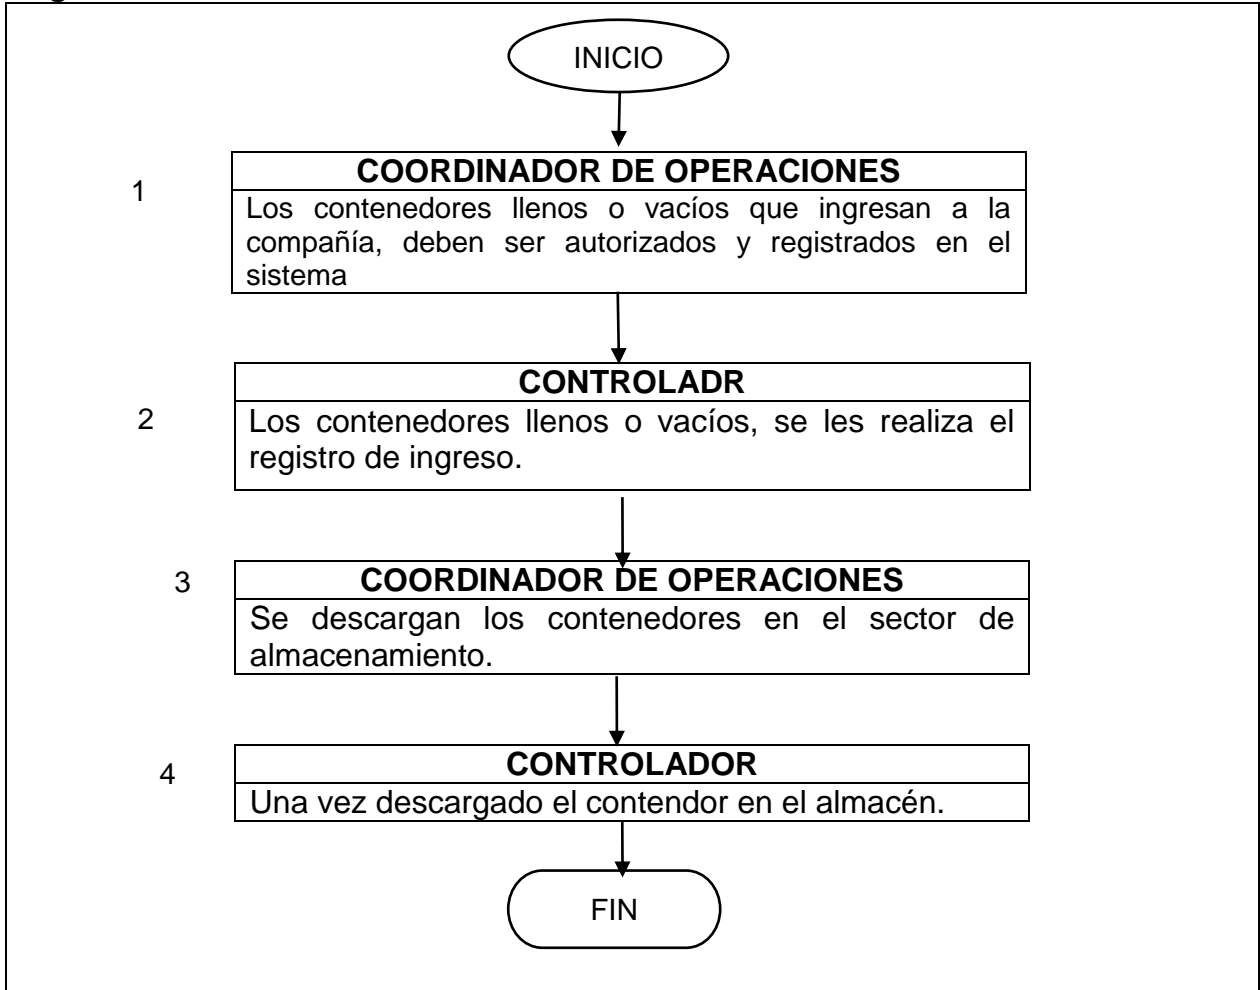 INICIO
1
COORDINADOR DE OPERACIONES
Los contenedores llenos o vacíos que ingresan a la
compañía, deben ser autorizados y registrados en el
sistema
CONTROLADR
2
Los contenedores llenos o vacíos, se les realiza el
registro de ingreso.
3
COORDINADOR DE OPERACIONES
Se descargan los contenedores en el sector de
almacenamiento.
4
CONTROLADOR
Una vez descargado el contendor en el almacén.
FIN